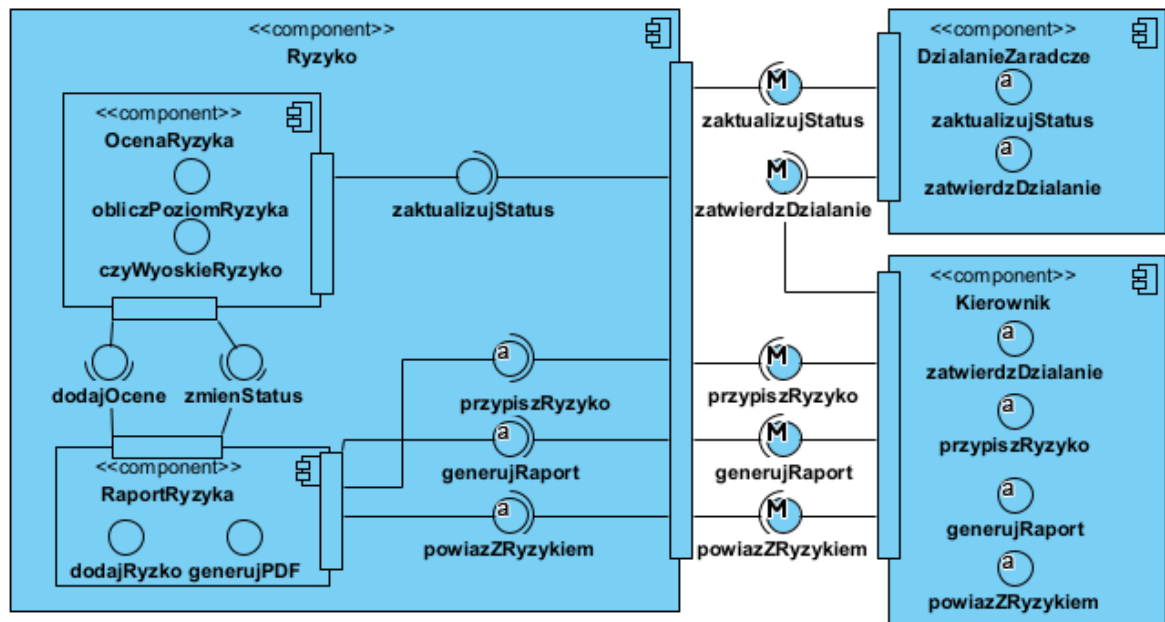 <<component>>
Ryzyko
<<component>>
OcenaRyzyka
obliczPoziomRyzyka
czyWyoskieRyzyko
zaktualizujStatus
dodajOcene
zmienStatus
a
przypiszRyzyko
a
generujRaport
a
powiazZRyzykiem
<<component>>
RaportRyzyka
dodajRyzko
generujPDF
M
zaktualizujStatus
M
zatwierdzDzialanie
M
przypiszRyzyko
M
generujRaport
M
powiazZRyzykiem
<<component>>
DzialanieZaradcze
a
zaktualizujStatus
a
zatwierdzDzialanie
<<component>>
Kierownik
a
zatwierdzDzialanie
a
przypiszRyzyko
a
generujRaport
a
powiazZRyzykiem